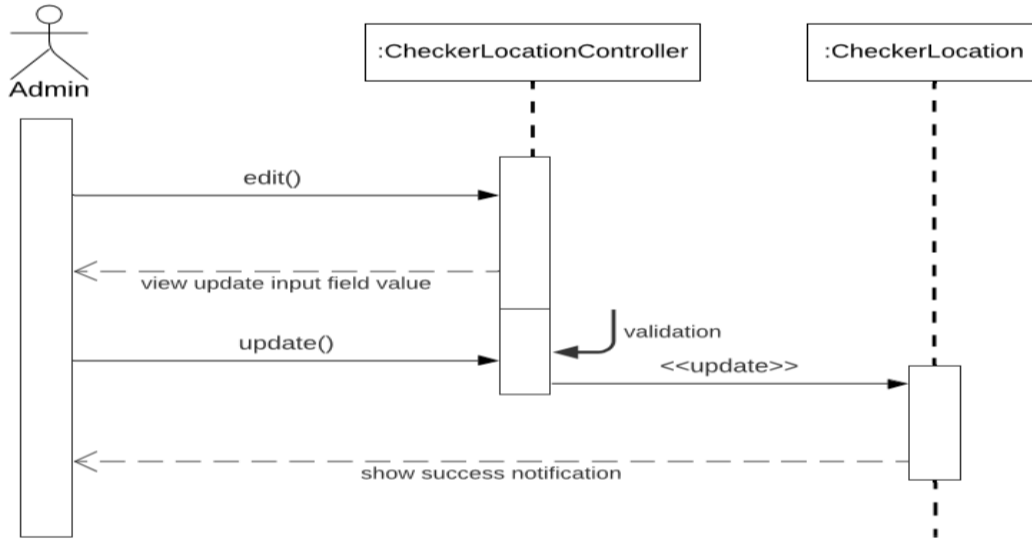 :CheckerLocationController
:CheckerLocation
Admin
edit()
view update input field value
validation
update()
<<update>>
show success notification